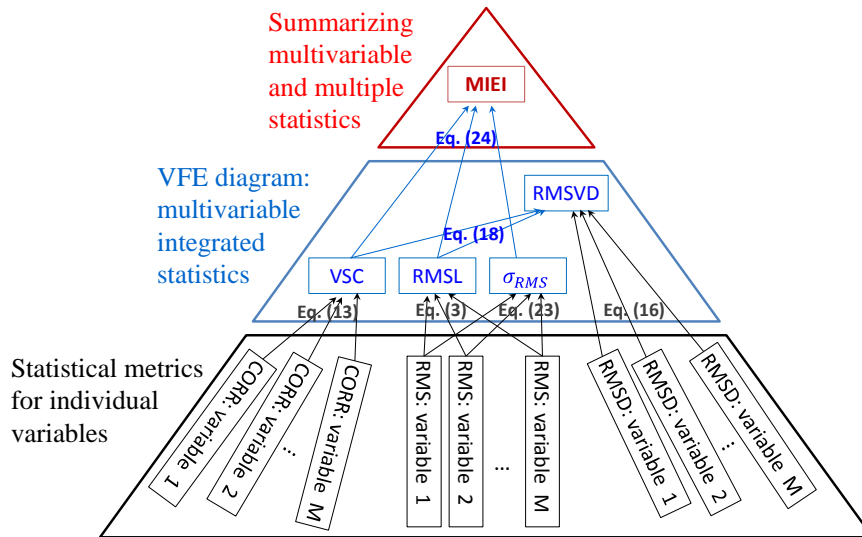 Summarizing
multivariable
and multiple
statistics
MIEI
Eq. (24)
VFE diagram:
multivariable
integrated
statistics
RMSVD
Eq. (18)
VSC
RMSL
σRMS
Eq. (13)
Eq. (3)
Eq. (23)
Eq. (16)
Statistical metrics
for individual
variables
CORR: variable 1
CORR: variable 2
...
CORR: variable M
RMS: variable 1
RMS: variable 2
...
RMS: variable M
RMSD: variable 1
RMSD: variable 2
...
RMSD: variable M